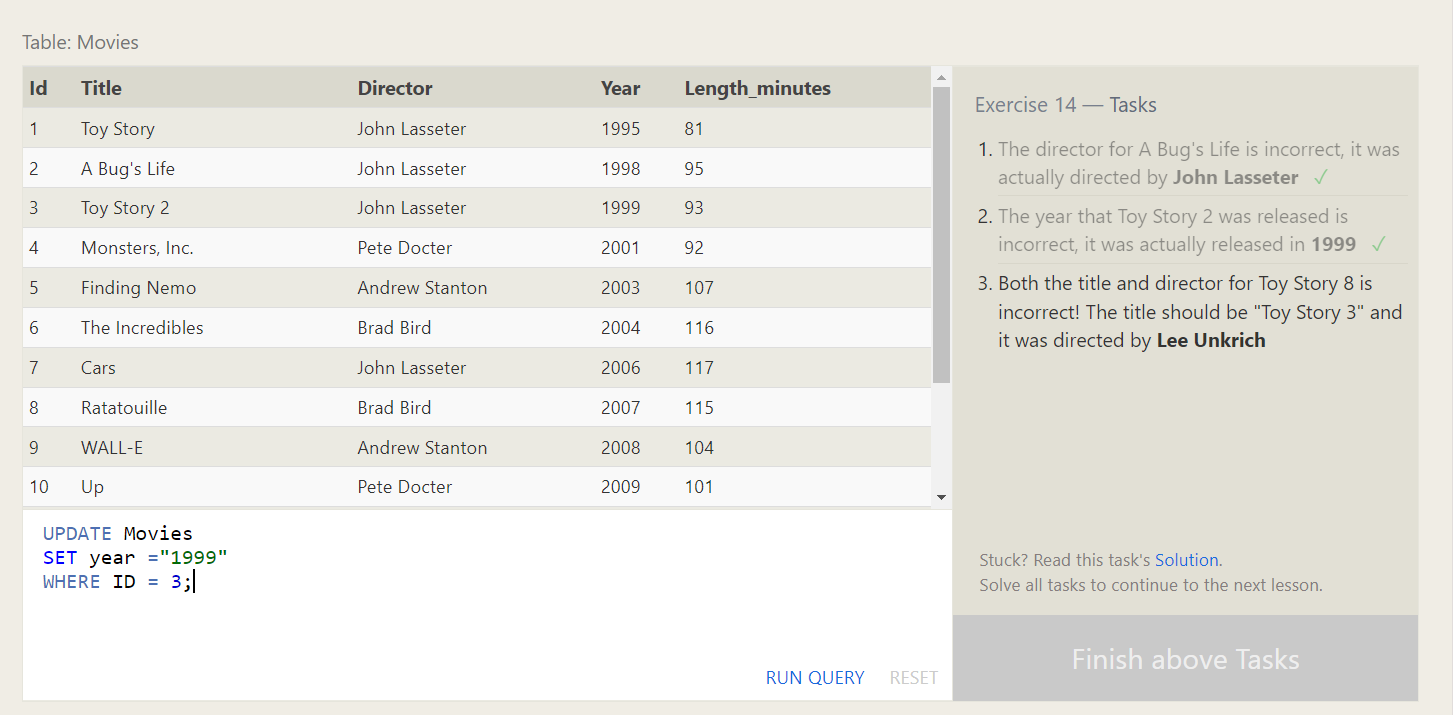 Table: Movies
Id Title Director Year Length_minutes
1 Toy Story John Lasseter 1995 81
2 A Bug's Life John Lasseter 1998 95
3 Toy Story 2 John Lasseter 1999 93
4 Monsters, Inc. Pete Docter 2001 92
5 Finding Nemo Andrew Stanton 2003 107
6 The Incredibles Brad Bird 2004 116
7 Cars John Lasseter 2006 117
8 Ratatouille Brad Bird 2007 115
9 WALL-E Andrew Stanton 2008 104
10 Up Pete Docter 2009 101
UPDATE Movies
SET year ="1999"
WHERE ID = 3;
RUN QUERY RESET
Exercise 14 — Tasks
1. The director for A Bug's Life is incorrect, it was
actually directed by John Lasseter ✓
2. The year that Toy Story 2 was released is
incorrect, it was actually released in 1999 ✓
3. Both the title and director for Toy Story 8 is
incorrect! The title should be "Toy Story 3" and
it was directed by Lee Unkrich
Stuck? Read this task's Solution.
Solve all tasks to continue to the next lesson.
Finish above Tasks